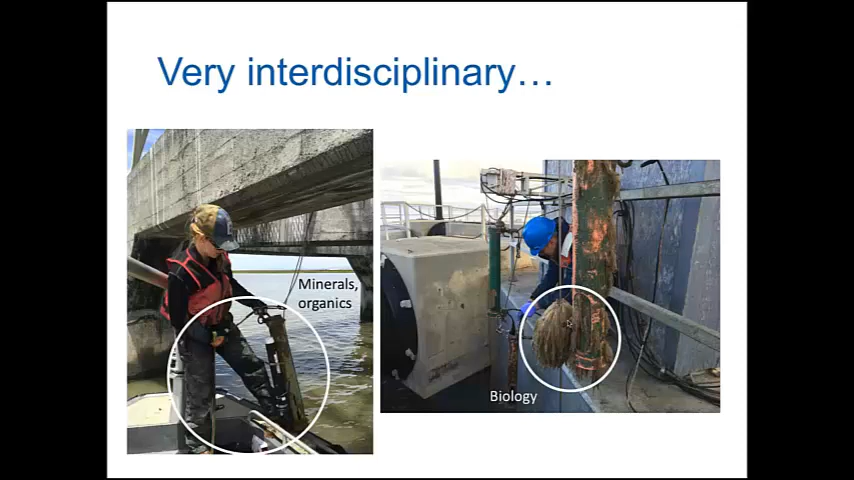 Very interdisciplinary…
Minerals,
organics
Biology